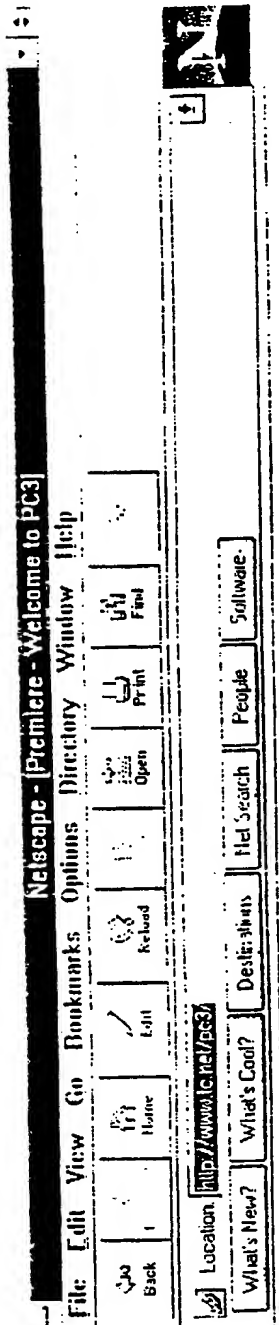 Netscape - [Premiere - Welcome to PC3]
File Edit View Go Bookmarks Options Directory Window Help
Back Home Edit Reload Open Print Find
Location: http://www.tc.net/pc3/
What's New? What's Cool? Destinations Net Search People Software